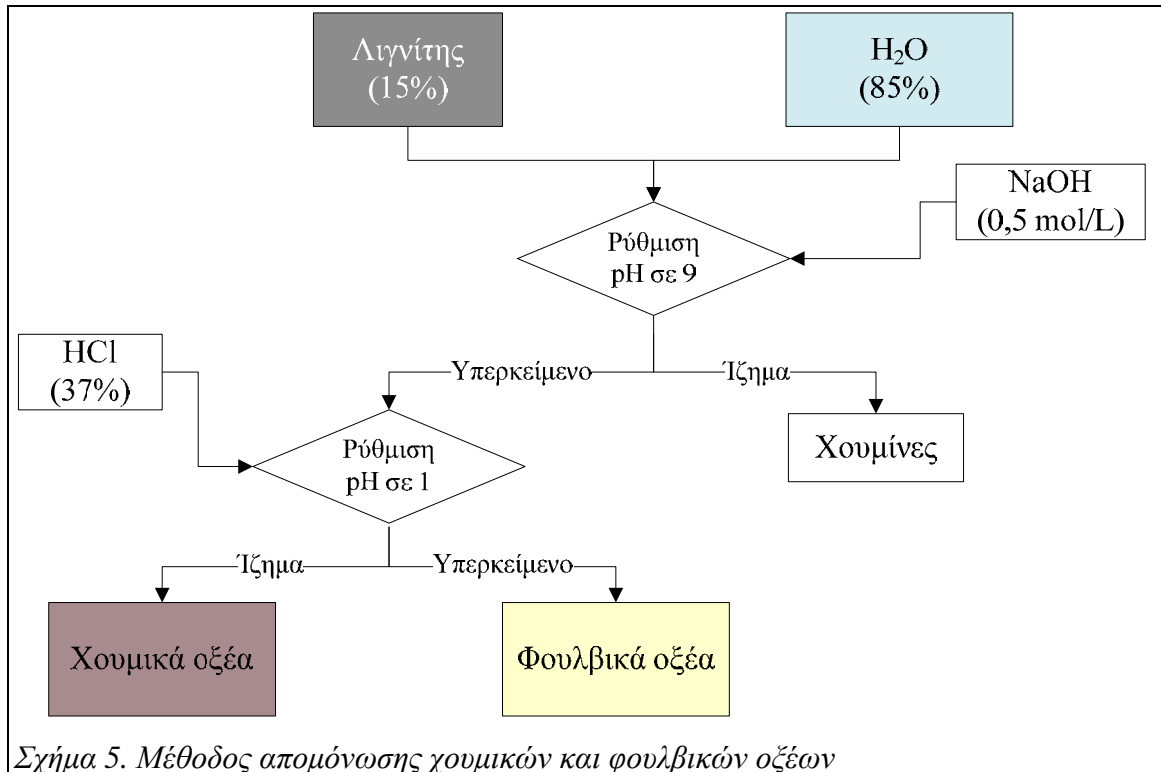 Λιγνίτης
(15%)
H₂O
(85%)
NaOH
(0,5 mol/L)
Ρύθμιση
pH σε 9
HCl
(37%)
Υπερκείμενο
Ίζημα
Ρύθμιση
pH σε 1
Χουμίνες
Ίζημα
Υπερκείμενο
Χουμικά οξέα
Φουλβικά οξέα
Σχήμα 5. Μέθοδος απομόνωσης χουμικών και φουλβικών οξέων